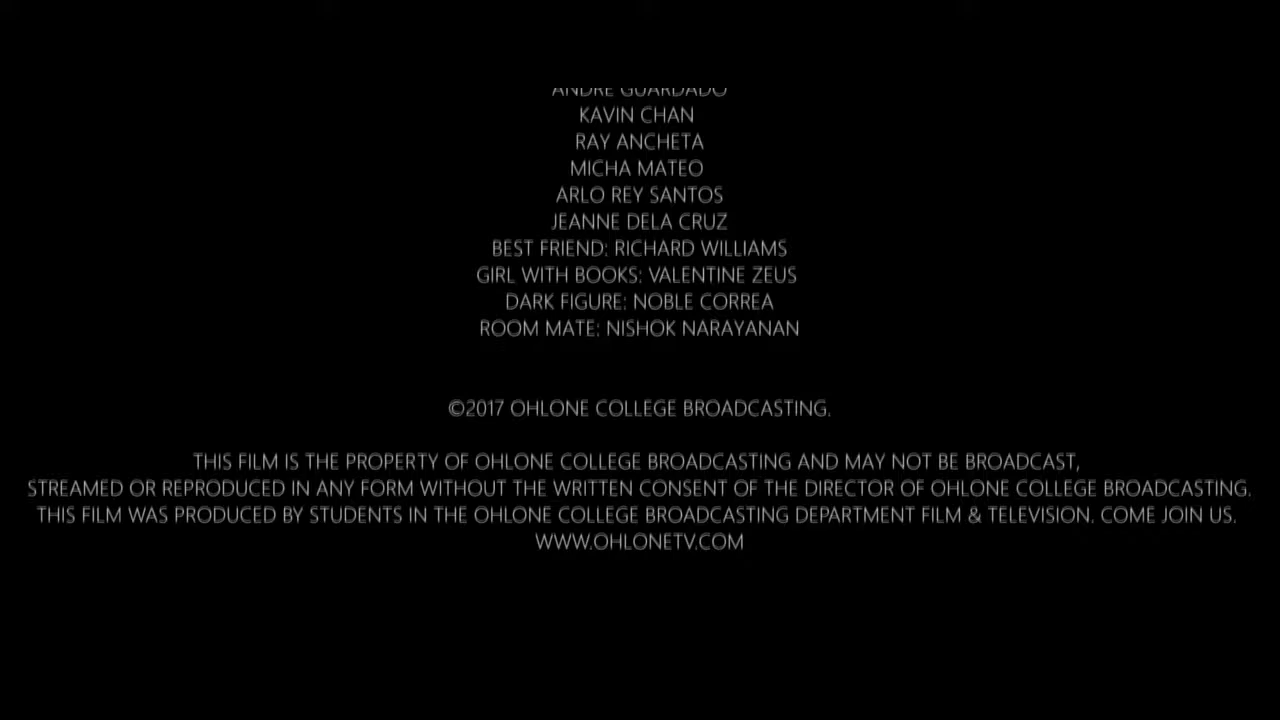 ANDRE GUARDADO
KAVIN CHAN
RAY ANCHETA
MICHA MATEO
ARLO REY SANTOS
JEANNE DELA CRUZ
BEST FRIEND: RICHARD WILLIAMS
GIRL WITH BOOKS: VALENTINE ZEUS
DARK FIGURE: NOBLE CORREA
ROOM MATE: NISHOK NARAYANAN
©2017 OHLONE COLLEGE BROADCASTING.
THIS FILM IS THE PROPERTY OF OHLONE COLLEGE BROADCASTING AND MAY NOT BE BROADCAST,
STREAMED OR REPRODUCED IN ANY FORM WITHOUT THE WRITTEN CONSENT OF THE DIRECTOR OF OHLONE COLLEGE BROADCASTING.
THIS FILM WAS PRODUCED BY STUDENTS IN THE OHLONE COLLEGE BROADCASTING DEPARTMENT FILM & TELEVISION. COME JOIN US.
WWW.OHLONETV.COM